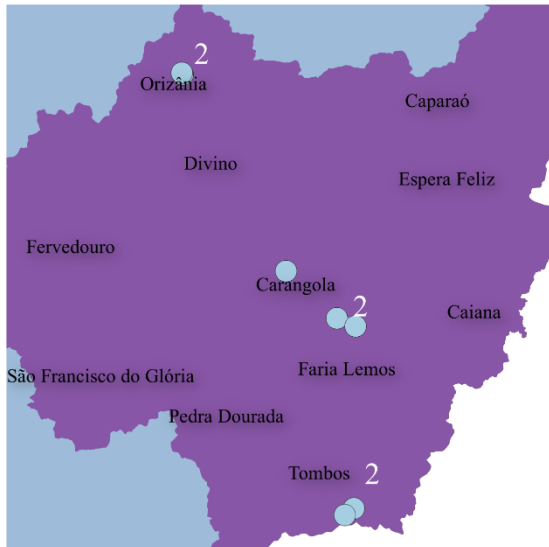 2
Orizânia
Caparaó
Divino
Espera Feliz
Fervedouro
Carangola
2
Caiana
Faria Lemos
São Francisco do Glória
Pedra Dourada
Tombos
2